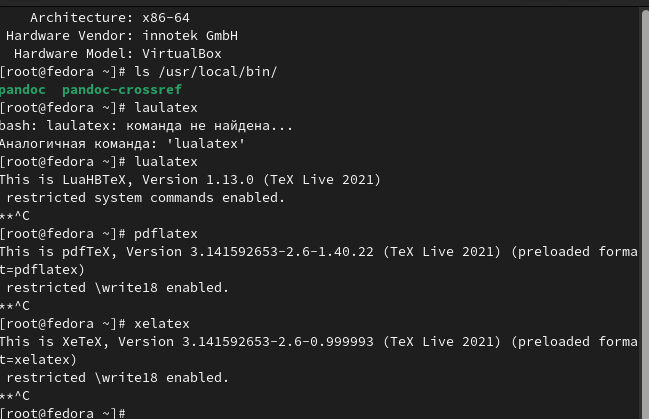 Architecture: x86-64
Hardware Vendor: innotek GmbH
Hardware Model: VirtualBox
[root@fedora ~]# ls /usr/local/bin/
pandoc  pandoc-crossref
[root@fedora ~]# laulatex
bash: laulatex: команда не найдена...
Аналогичная команда: 'lualatex'
[root@fedora ~]# lualatex
This is LuaHBTeX, Version 1.13.0 (TeX Live 2021)
 restricted system commands enabled.
**^C
[root@fedora ~]# pdflatex
This is pdfTeX, Version 3.141592653-2.6-1.40.22 (TeX Live 2021) (preloaded forma
t=pdflatex)
 restricted \write18 enabled.
**^C
[root@fedora ~]# xelatex
This is XeTeX, Version 3.141592653-2.6-0.999993 (TeX Live 2021) (preloaded forma
t=xelatex)
 restricted \write18 enabled.
**^C
[root@fedora ~]#